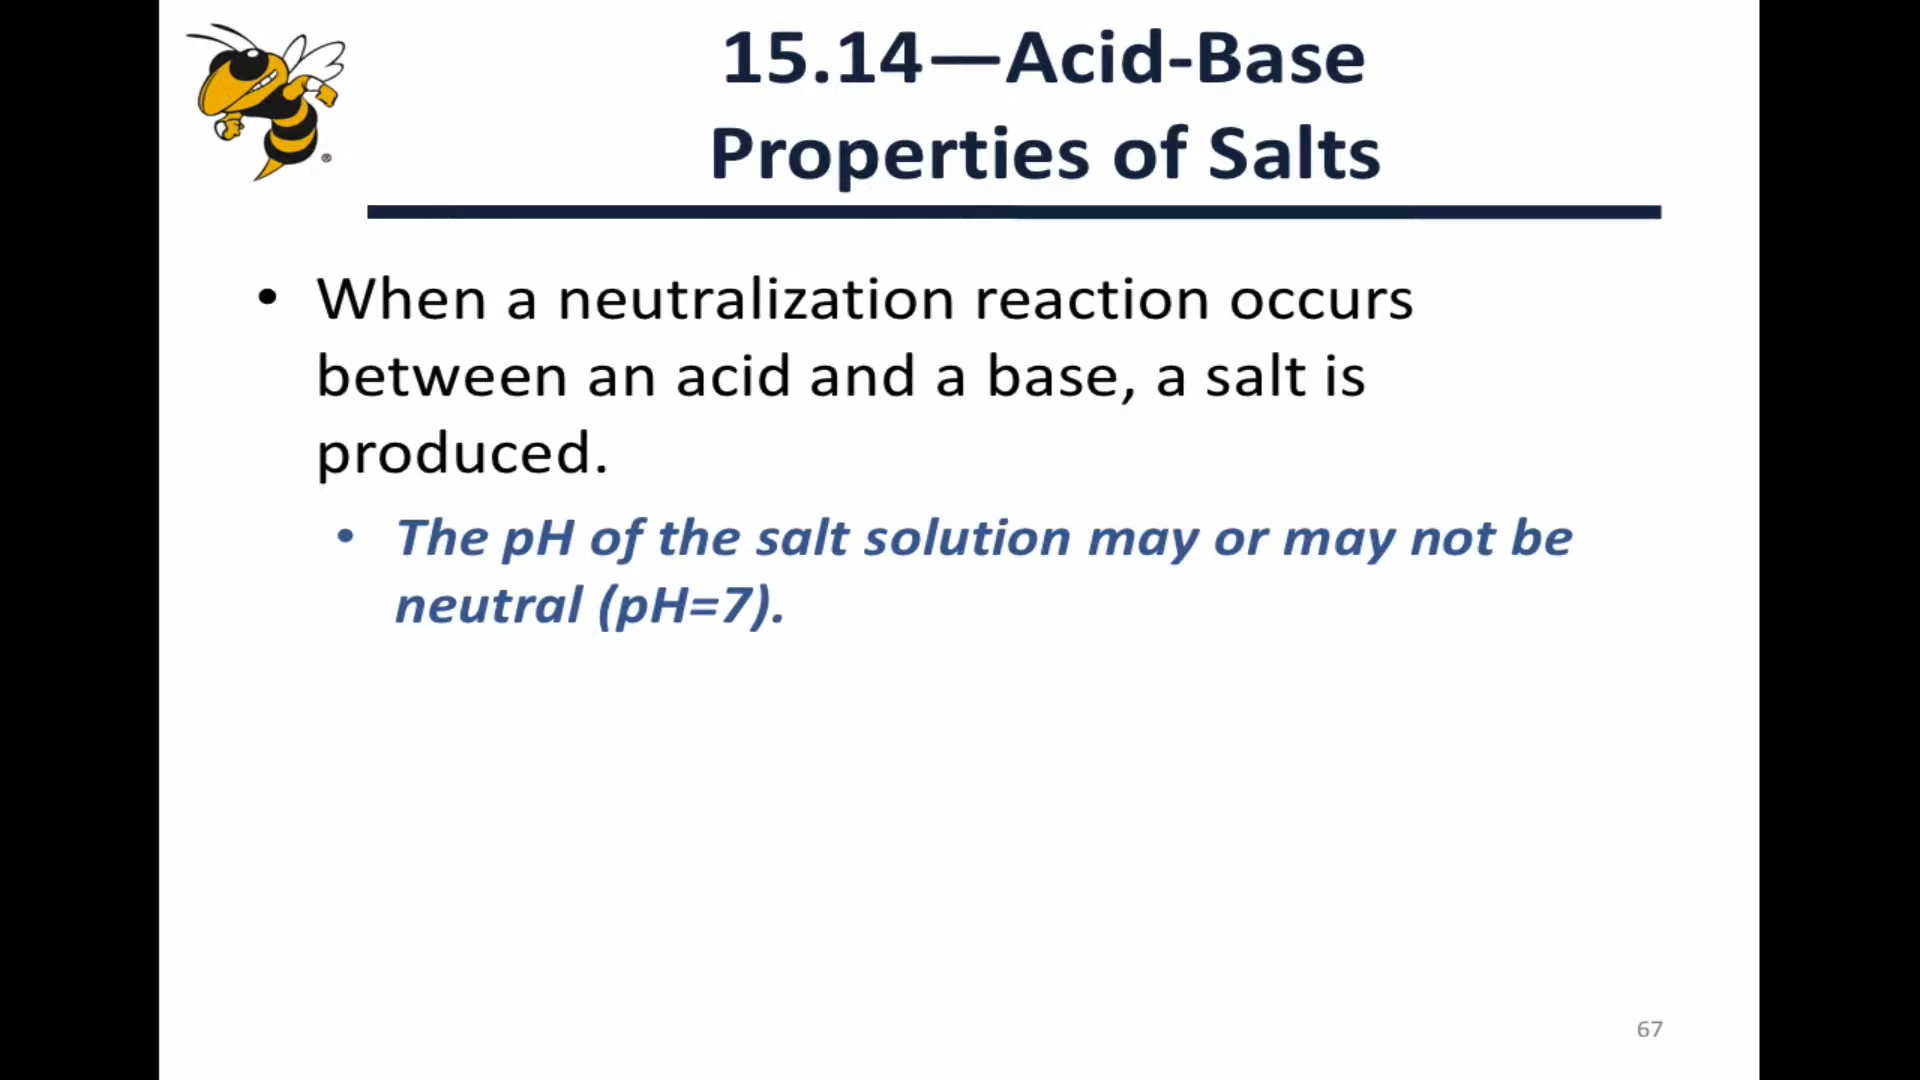 15.14—Acid-Base
Properties of Salts
• When a neutralization reaction occurs
between an acid and a base, a salt is
produced.
• The pH of the salt solution may or may not be
neutral (pH=7).
®
67